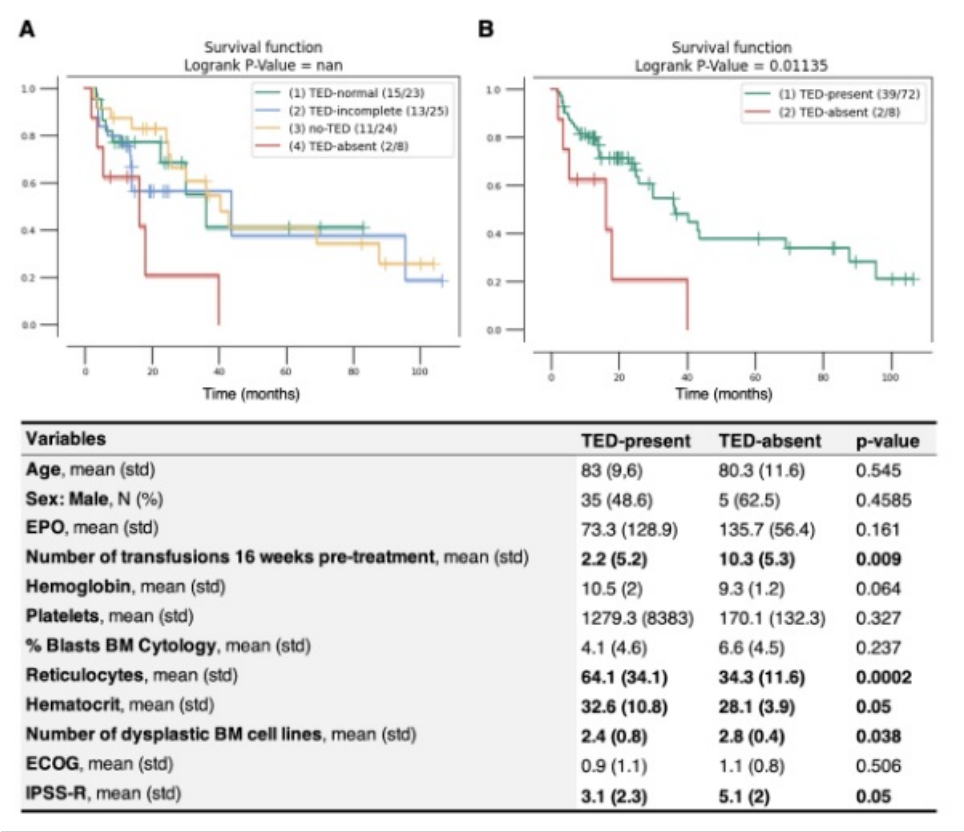 A
Survival function
Logrank P-Value = nan
(1) TED-normal (15/23)
(2) TED-incomplete (13/25)
(3) no-TED (11/24)
(4) TED-absent (2/8)
1.0
0.8
0.6
0.4
0.2
0.0
0 20 40 60 80 100
Time (months)
B
Survival function
Logrank P-Value = 0.01135
(1) TED-present (39/72)
(2) TED-absent (2/8)
1.0
0.8
0.6
0.4
0.2
0.0
0 20 40 60 80 100
Time (months)
Variables TED-present TED-absent p-value
Age, mean (std) 83 (9,6) 80.3 (11.6) 0.545
Sex: Male, N (%) 35 (48.6) 5 (62.5) 0.4585
EPO, mean (std) 73.3 (128.9) 135.7 (56.4) 0.161
Number of transfusions 16 weeks pre-treatment, mean (std) 2.2 (5.2) 10.3 (5.3) 0.009
Hemoglobin, mean (std) 10.5 (2) 9.3 (1.2) 0.064
Platelets, mean (std) 1279.3 (8383) 170.1 (132.3) 0.327
% Blasts BM Cytology, mean (std) 4.1 (4.6) 6.6 (4.5) 0.237
Reticulocytes, mean (std) 64.1 (34.1) 34.3 (11.6) 0.0002
Hematocrit, mean (std) 32.6 (10.8) 28.1 (3.9) 0.05
Number of dysplastic BM cell lines, mean (std) 2.4 (0.8) 2.8 (0.4) 0.038
ECOG, mean (std) 0.9 (1.1) 1.1 (0.8) 0.506
IPSS-R, mean (std) 3.1 (2.3) 5.1 (2) 0.05